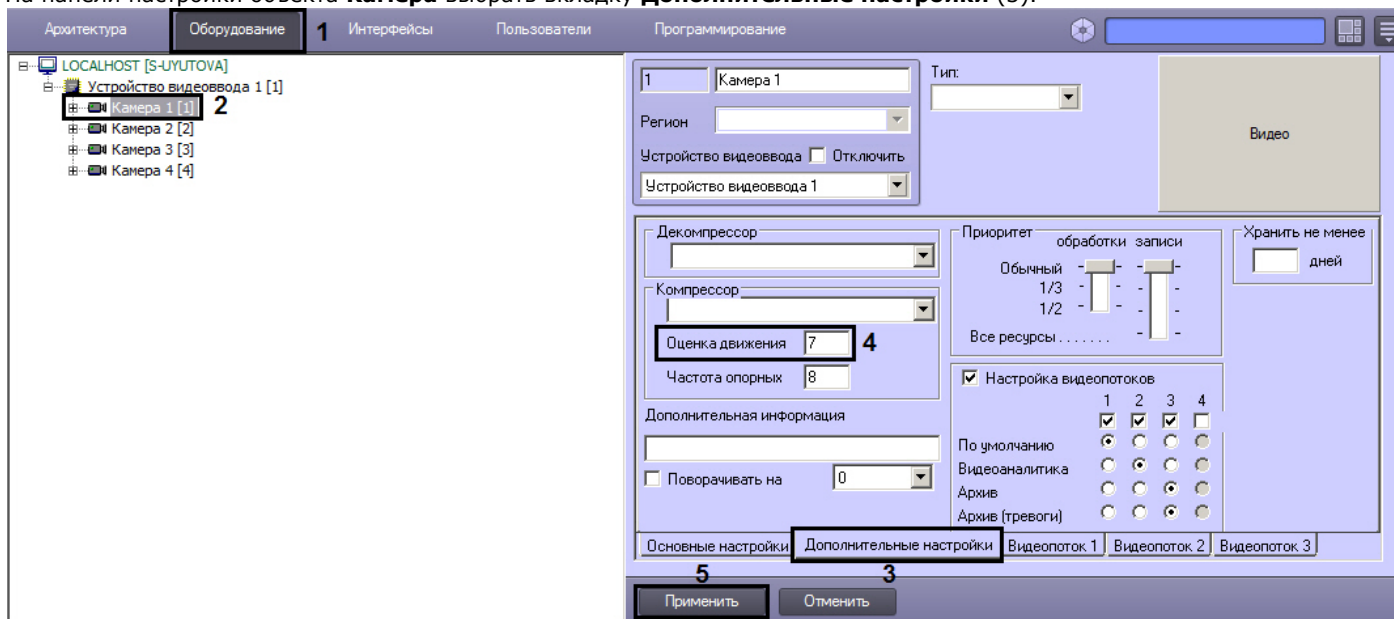 На панели настройки объекта Камера выбрать вкладку Дополнительные настройки (3).
Архитектура Оборудование 1 Интерфейсы Пользователи Программирование
LOCALHOST [S-UYUTOVA]
Устройство видеоввода 1 [1]
Камера 1 [1] 2
Камера 2 [2]
Камера 3 [3]
Камера 4 [4]
1 Камера 1
Тип:
Регион
Устройство видеоввода Отключить
Устройство видеоввода 1
Видео
Декомпрессор
Компрессор
Оценка движения 7 4
Частота опорных 8
Дополнительная информация
Поворачивать на 0
Приоритет
обработки записи
Обычный
1/3
1/2
Все ресурсы . . . . . . .
Хранить не менее
дней
Настройка видеопотоков
1 2 3 4
По умолчанию
Видеоаналитика
Архив
Архив (тревоги)
Основные настройки Дополнительные настройки Видеопоток 1 Видеопоток 2 Видеопоток 3
5 3
Применить Отменить